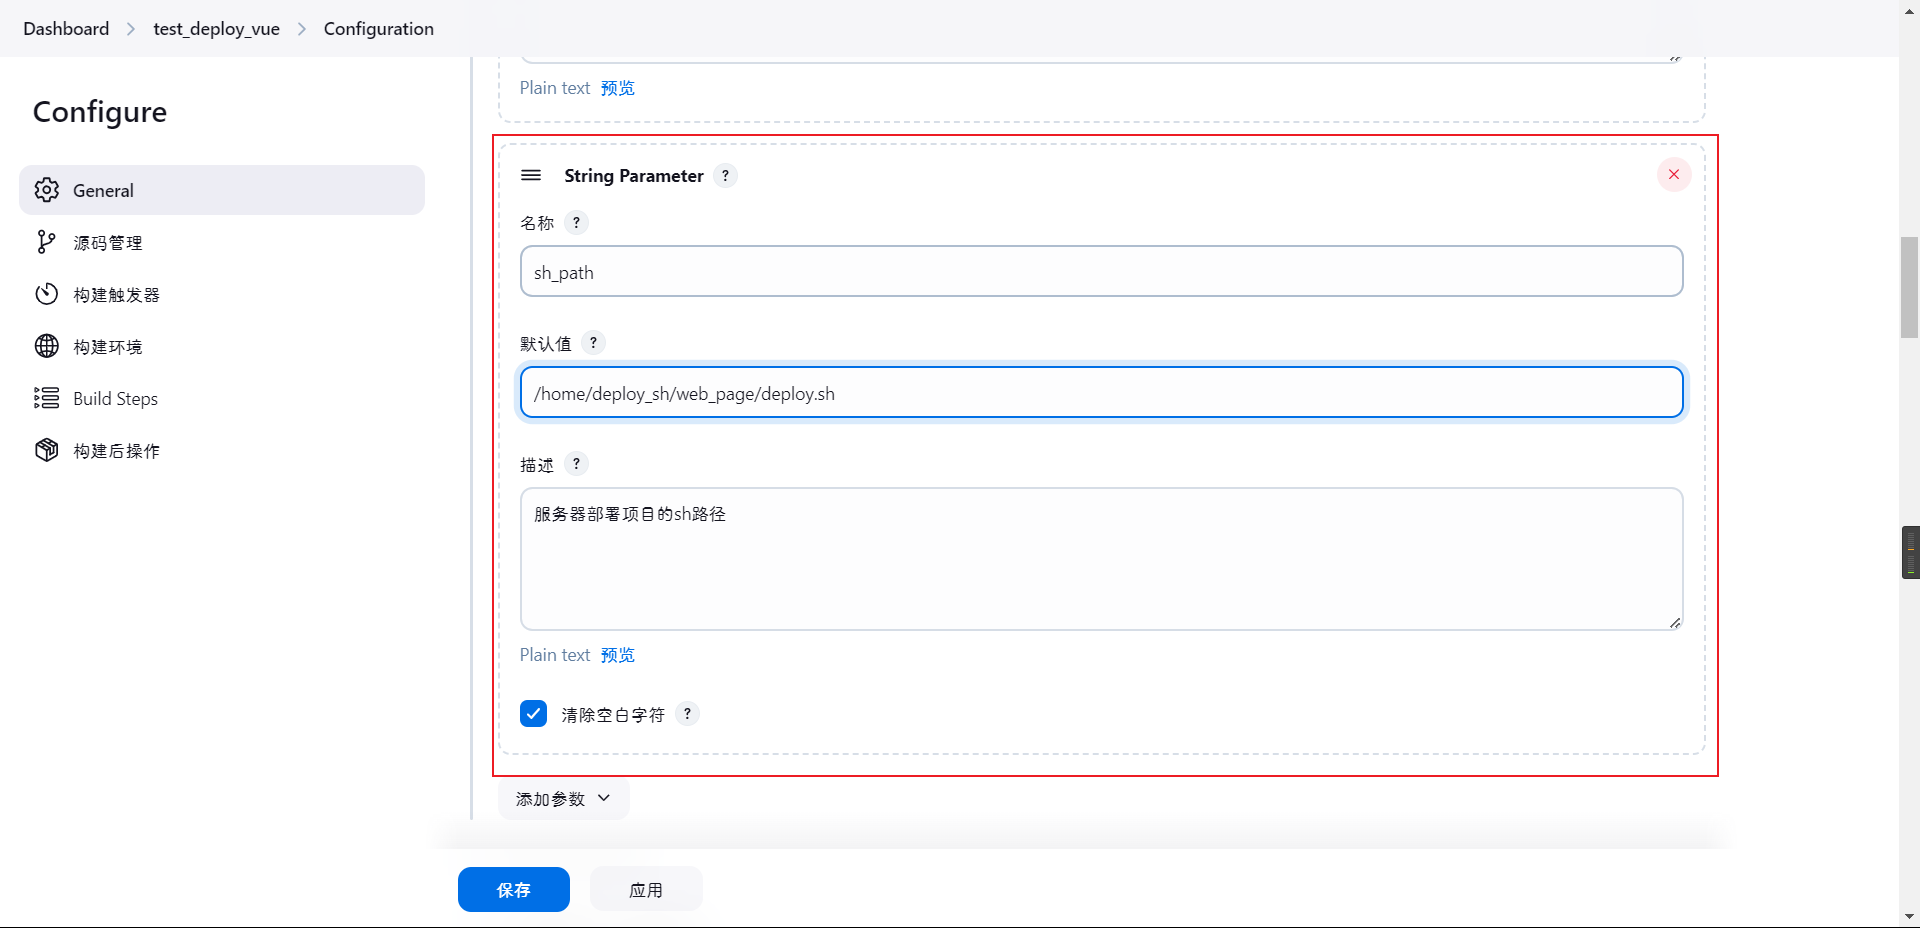 Dashboard > test_deploy_vue > Configuration
Configure
General
源码管理
构建触发器
构建环境
Build Steps
构建后操作
Plain text 预览
String Parameter ?
名称 ?
sh_path
默认值 ?
/home/deploy_sh/web_page/deploy.sh
描述 ?
服务器部署项目的sh路径
Plain text 预览
清除空白字符 ?
添加参数
保存 应用